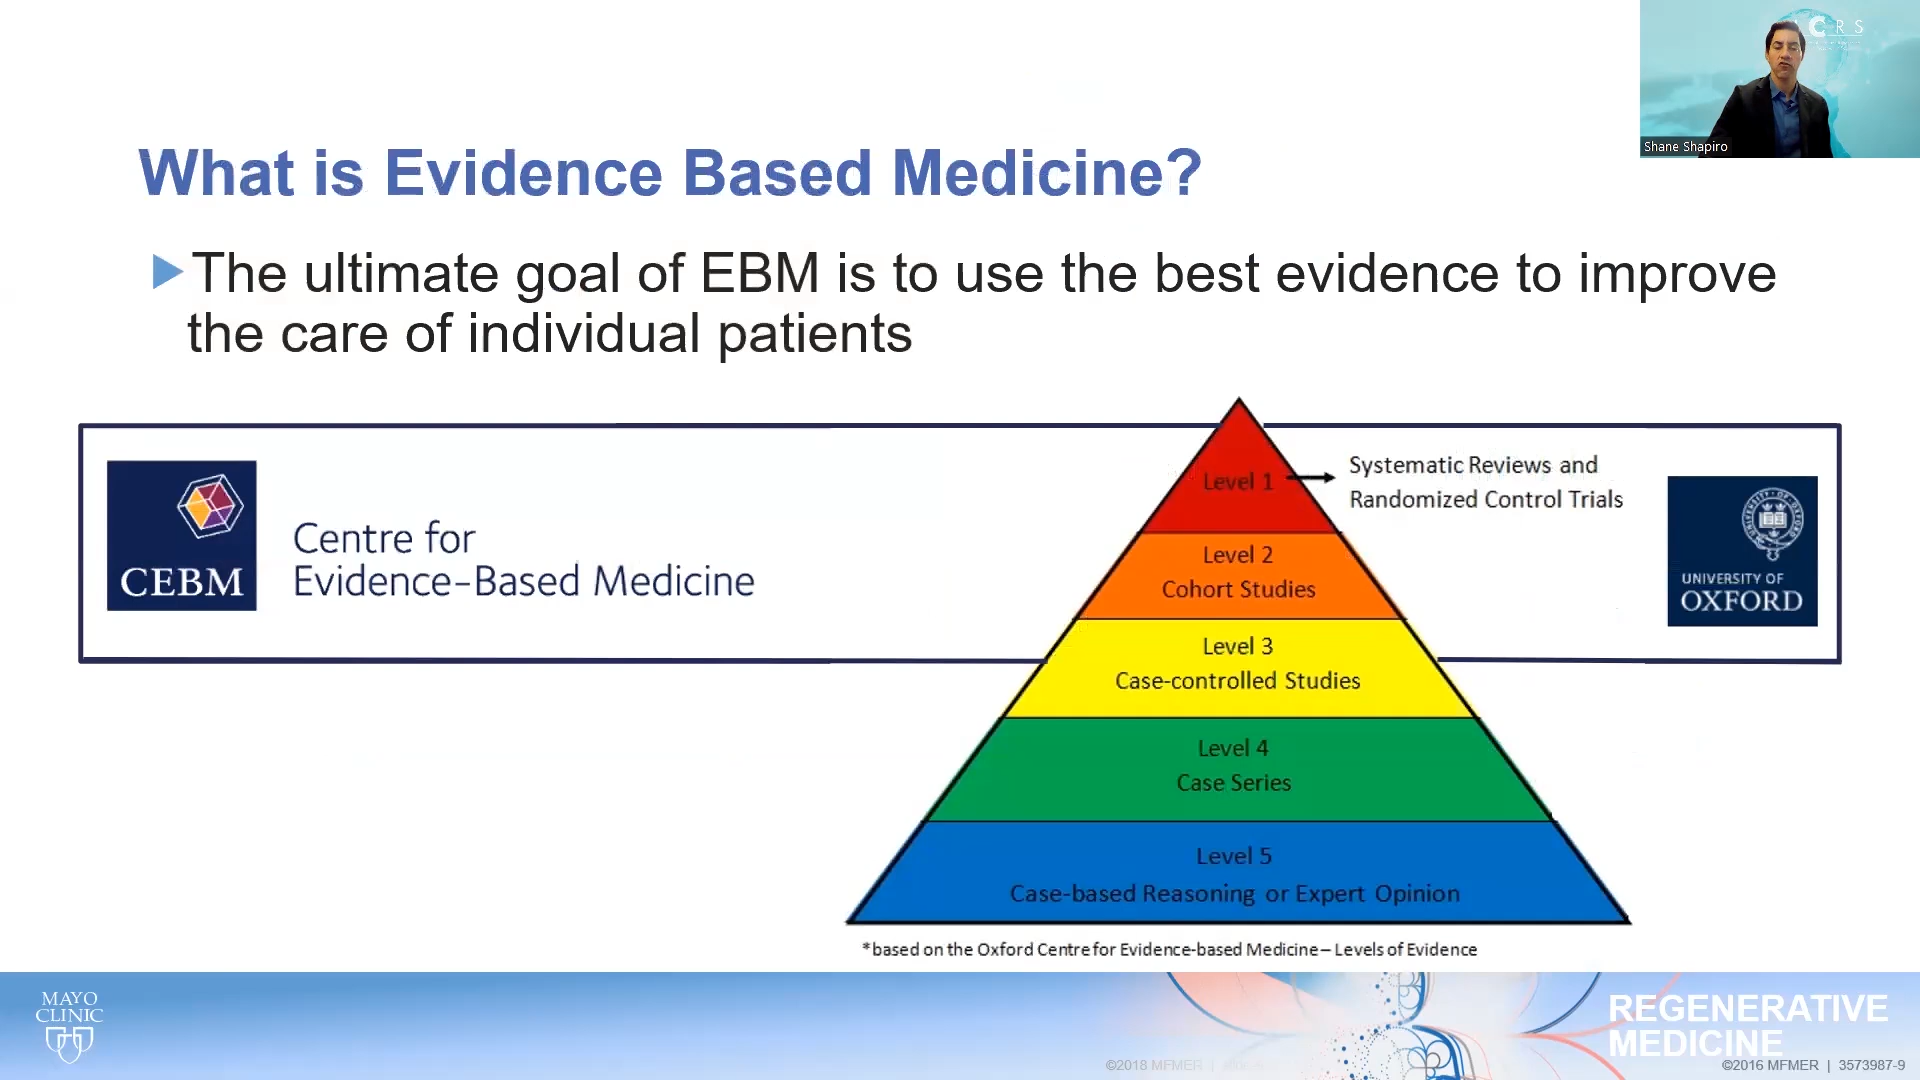 C R S
Shane Shapiro
What is Evidence Based Medicine?
The ultimate goal of EBM is to use the best evidence to improve
the care of individual patients
CEBM
Centre for
Evidence-Based Medicine
Level 1
Systematic Reviews and
Randomized Control Trials
Level 2
Cohort Studies
Level 3
Case-controlled Studies
Level 4
Case Series
Level 5
Case-based Reasoning or Expert Opinion
*based on the Oxford Centre for Evidence-based Medicine – Levels of Evidence
UNIVERSITY OF
OXFORD
MAYO
CLINIC
REGENERATIVE
MEDICINE
©2018 MFMER |
©2016 MFMER | 3573987-9